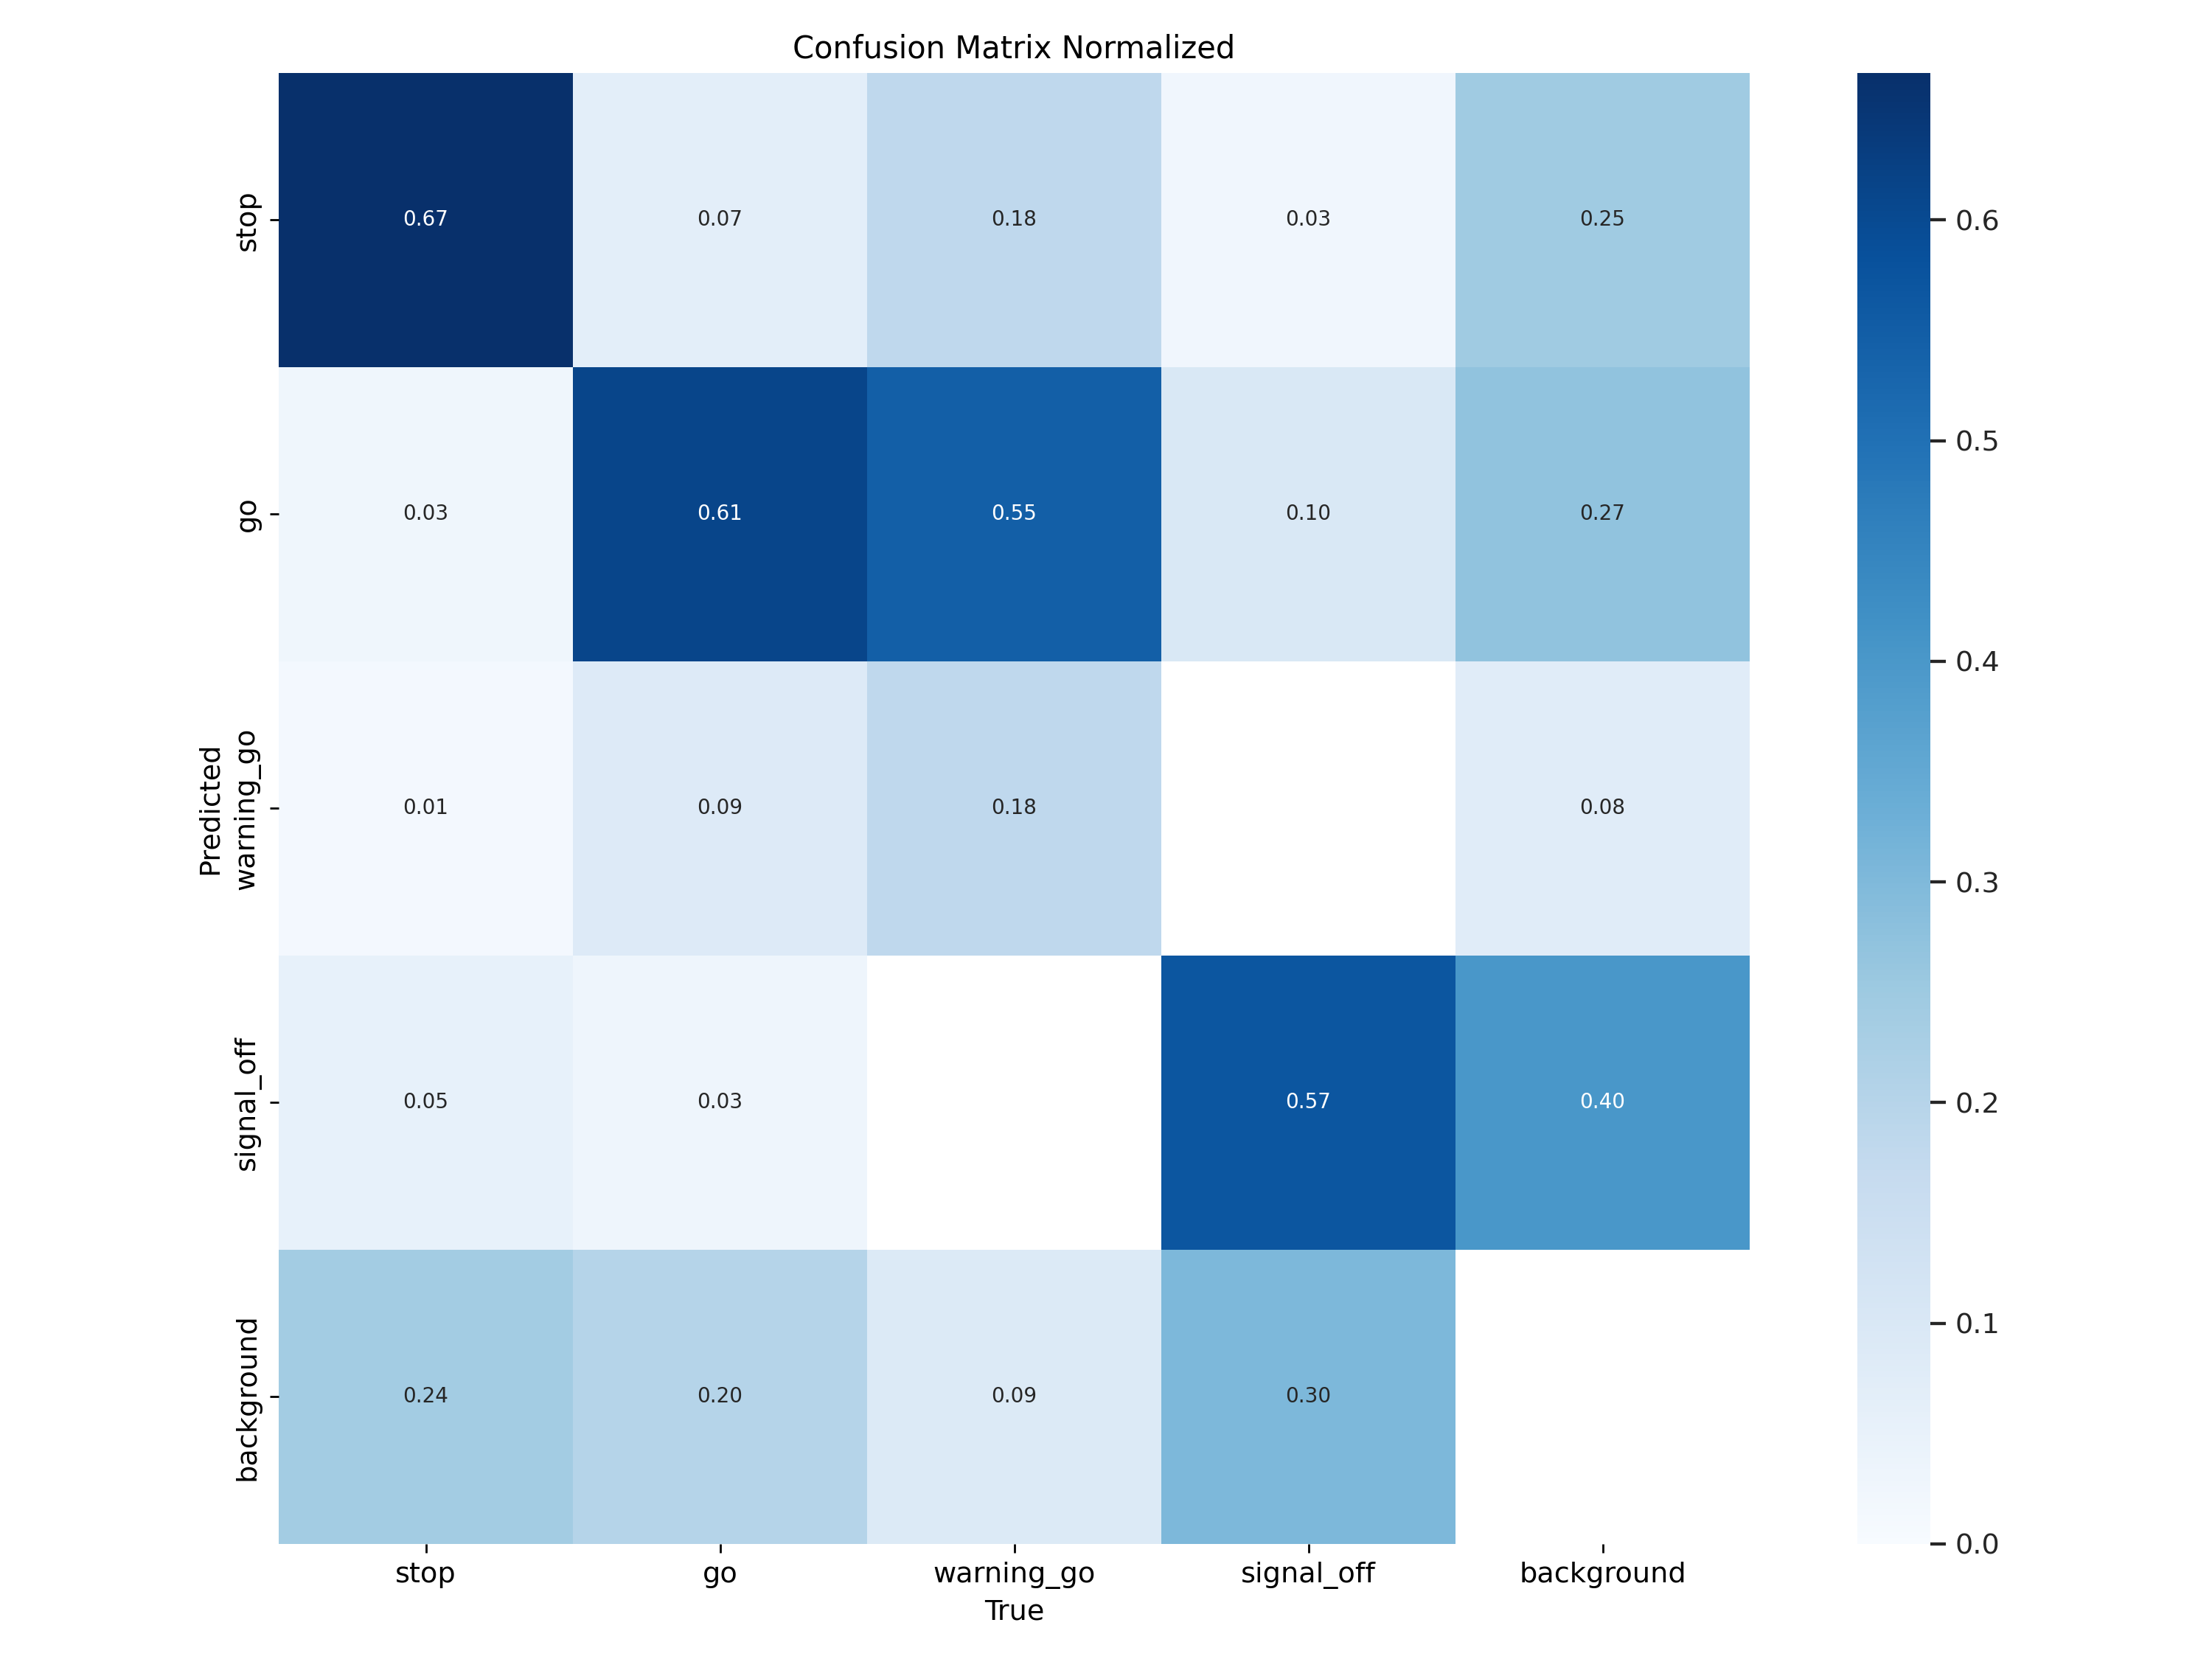 Confusion Matrix Normalized
stop 0.67 0.07 0.18 0.03 0.25
go 0.03 0.61 0.55 0.10 0.27
warning_go 0.01 0.09 0.18 0.08
signal_off 0.05 0.03 0.57 0.40
background 0.24 0.20 0.09 0.30
Predicted
stop go warning_go signal_off background
True
0.6
0.5
0.4
0.3
0.2
0.1
0.0